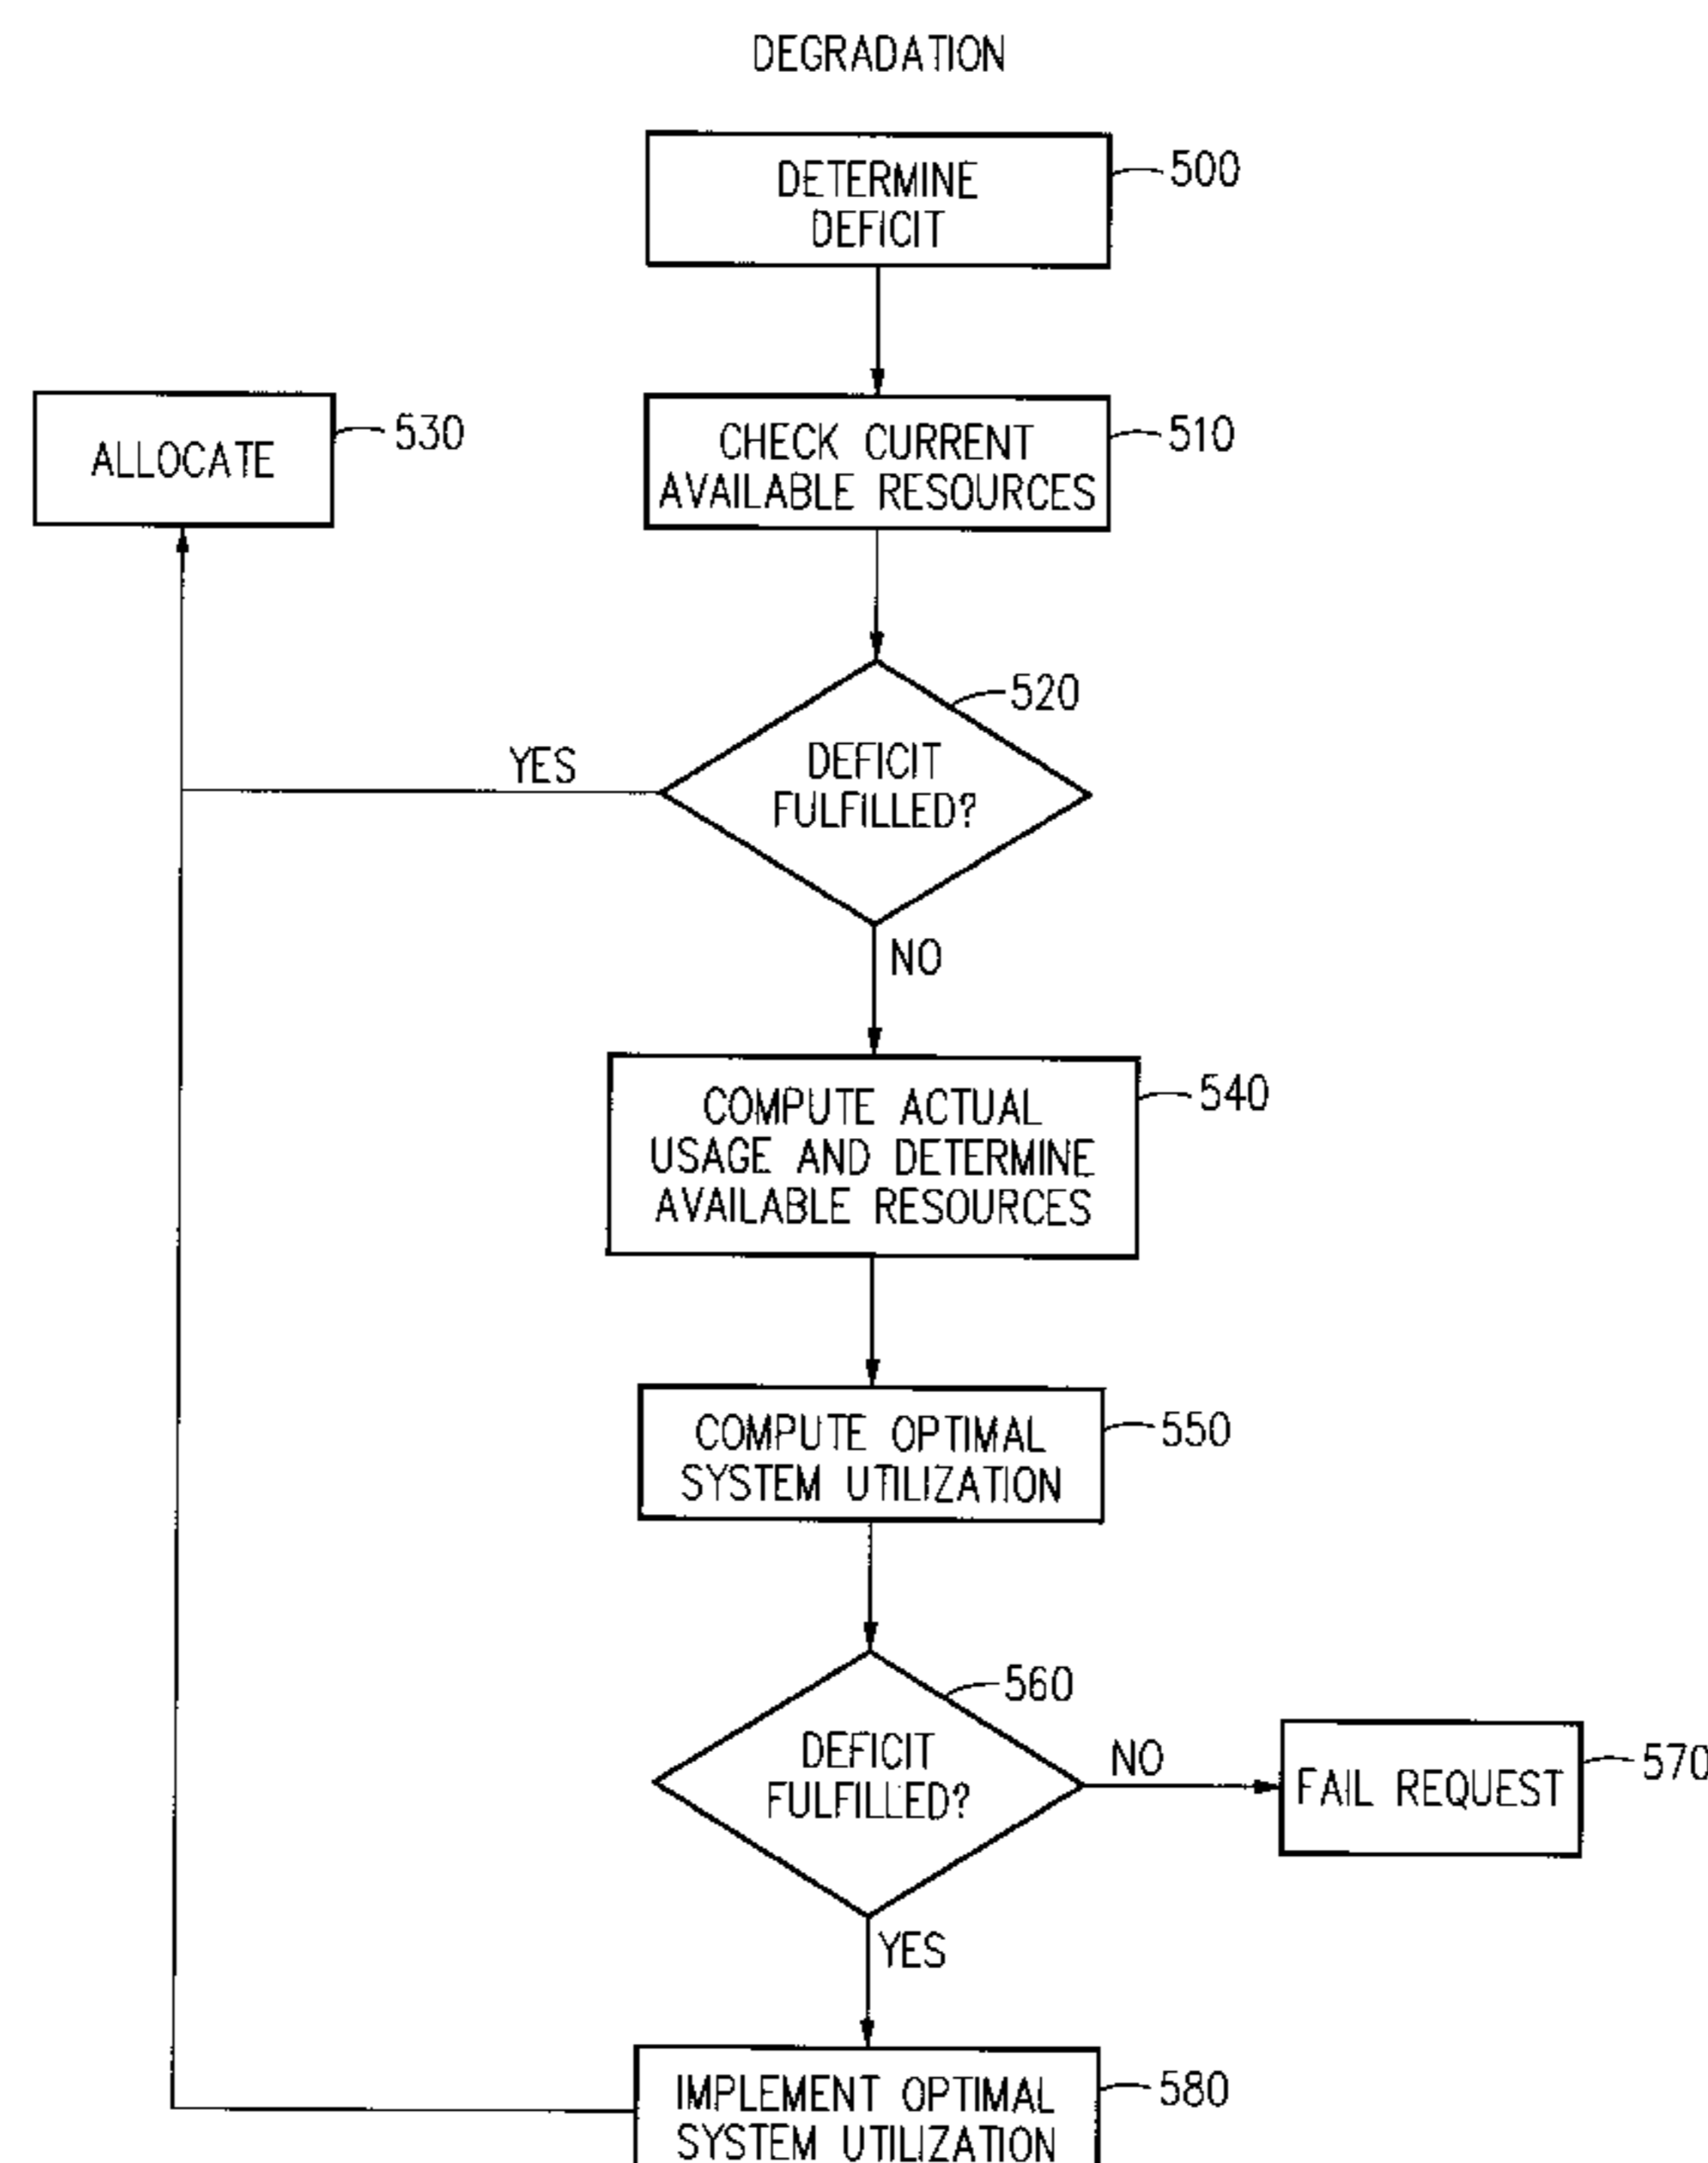 DEGRADATION
DETERMINE
DEFICIT
500
ALLOCATE
530
CHECK CURRENT
AVAILABLE RESOURCES
510
520
DEFICIT
FULFILLED?
YES
NO
COMPUTE ACTUAL
USAGE AND DETERMINE
AVAILABLE RESOURCES
540
COMPUTE OPTIMAL
SYSTEM UTILIZATION
550
560
DEFICIT
FULFILLED?
NO
FAIL REQUEST
570
YES
IMPLEMENT OPTIMAL
SYSTEM UTILIZATION
580